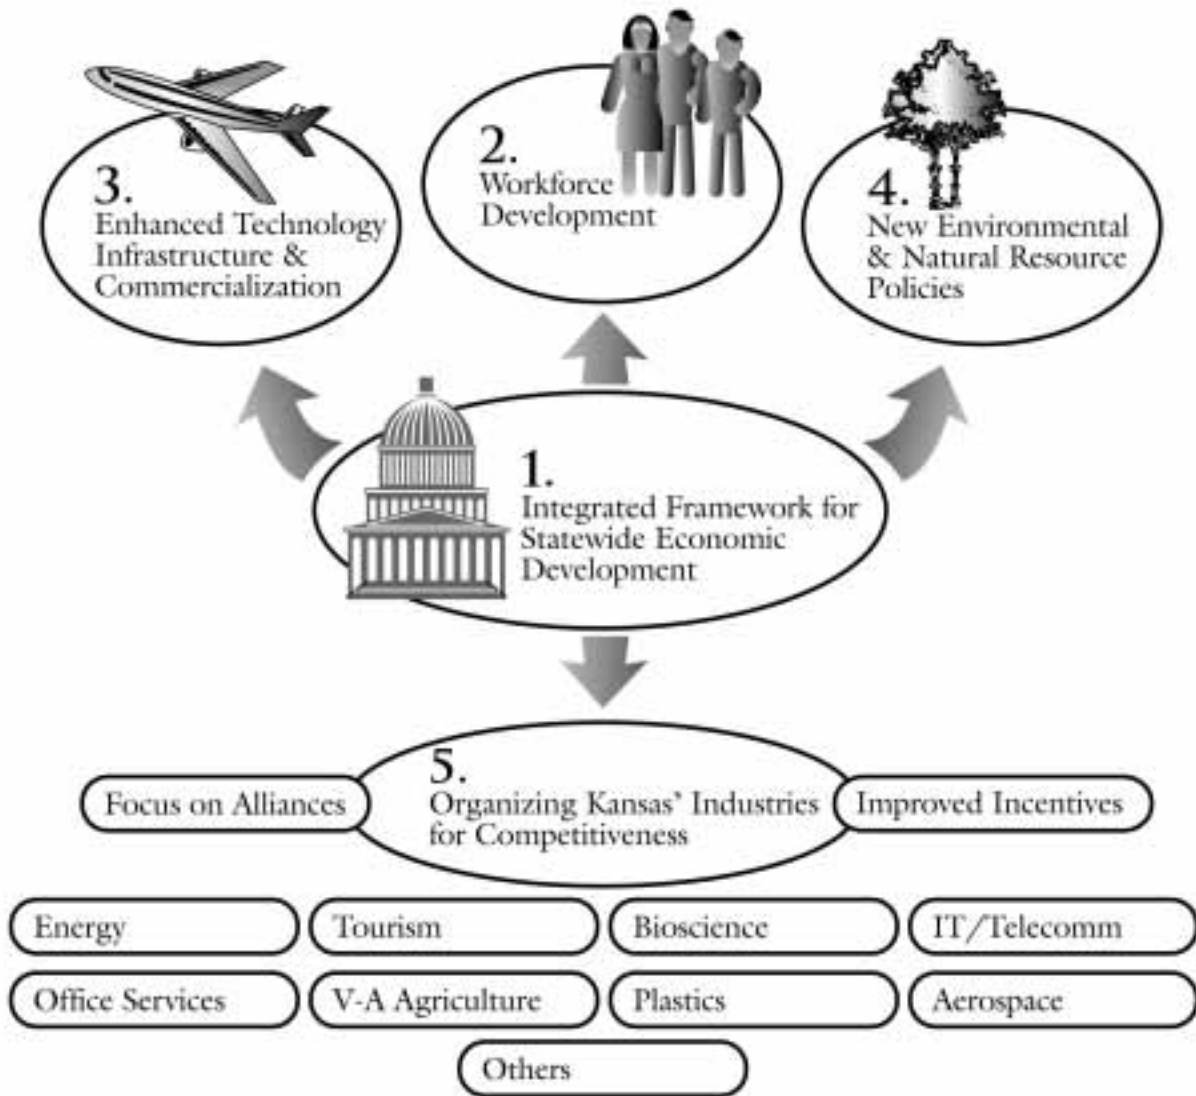 3.
Enhanced Technology
Infrastructure &
Commercialization
2.
Workforce
Development
4.
New Environmental
& Natural Resource
Policies
1.
Integrated Framework for
Statewide Economic
Development
5.
Organizing Kansas’ Industries
for Competitiveness
Focus on Alliances
Improved Incentives
Energy
Tourism
Bioscience
IT/Telecomm
Office Services
V-A Agriculture
Plastics
Aerospace
Others